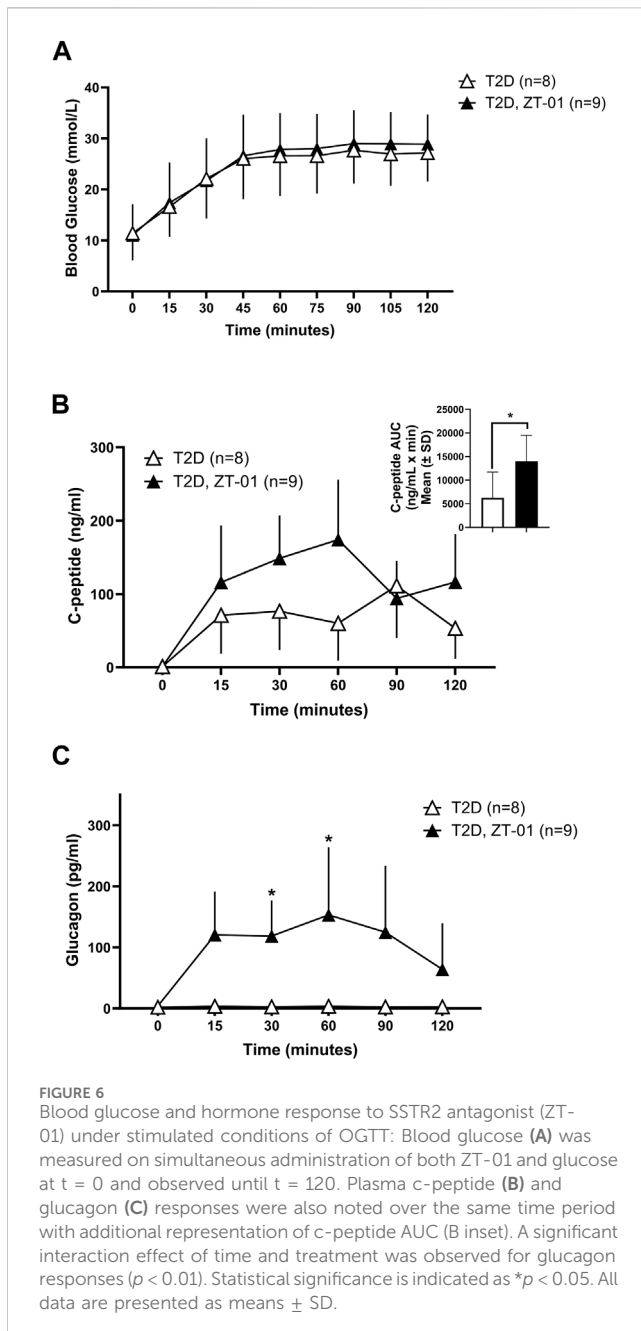 A
T2D (n=8)
T2D, ZT-01 (n=9)
Blood Glucose (mmol/L)
40
30
20
10
0
0 15 30 45 60 75 90 105 120
Time (minutes)
B
T2D (n=8)
T2D, ZT-01 (n=9)
C-peptide (ng/ml)
300
200
100
0
0 15 30 60 90 120
Time (minutes)
C-peptide AUC
(ng/mL x min)
Mean (± SD)
25000
20000
15000
10000
5000
0
*
C
T2D (n=8)
T2D, ZT-01 (n=9)
Glucagon (pg/ml)
300
200
100
0
* *
0 15 30 60 90 120
Time (minutes)
FIGURE 6
Blood glucose and hormone response to SSTR2 antagonist (ZT-
01) under stimulated conditions of OGTT: Blood glucose (A) was
measured on simultaneous administration of both ZT-01 and glucose
at t = 0 and observed until t = 120. Plasma c-peptide (B) and
glucagon (C) responses were also noted over the same time period
with additional representation of c-peptide AUC (B inset). A significant
interaction effect of time and treatment was observed for glucagon
responses (p < 0.01). Statistical significance is indicated as *p < 0.05. All
data are presented as means ± SD.